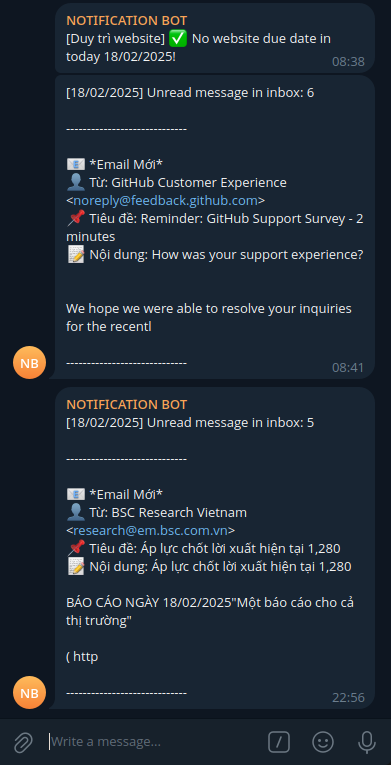 NOTIFICATION BOT
[Duy trì website] ✅ No website due date in
today 18/02/2025!
08:38
[18/02/2025] Unread message in inbox: 6
-----------------------------
📧 *Email Mới*
👤 Từ: GitHub Customer Experience
<noreply@feedback.github.com>
📌 Tiêu đề: Reminder: GitHub Support Survey - 2
minutes
📝 Nội dung: How was your support experience?
We hope we were able to resolve your inquiries
for the recentl
-----------------------------
08:41
NB
NOTIFICATION BOT
[18/02/2025] Unread message in inbox: 5
-----------------------------
📧 *Email Mới*
👤 Từ: BSC Research Vietnam
<research@em.bsc.com.vn>
📌 Tiêu đề: Áp lực chốt lời xuất hiện tại 1,280
📝 Nội dung: Áp lực chốt lời xuất hiện tại 1,280
BÁO CÁO NGÀY 18/02/2025"Một báo cáo cho cả
thị trường"
( http
-----------------------------
22:56
NB
Write a message...